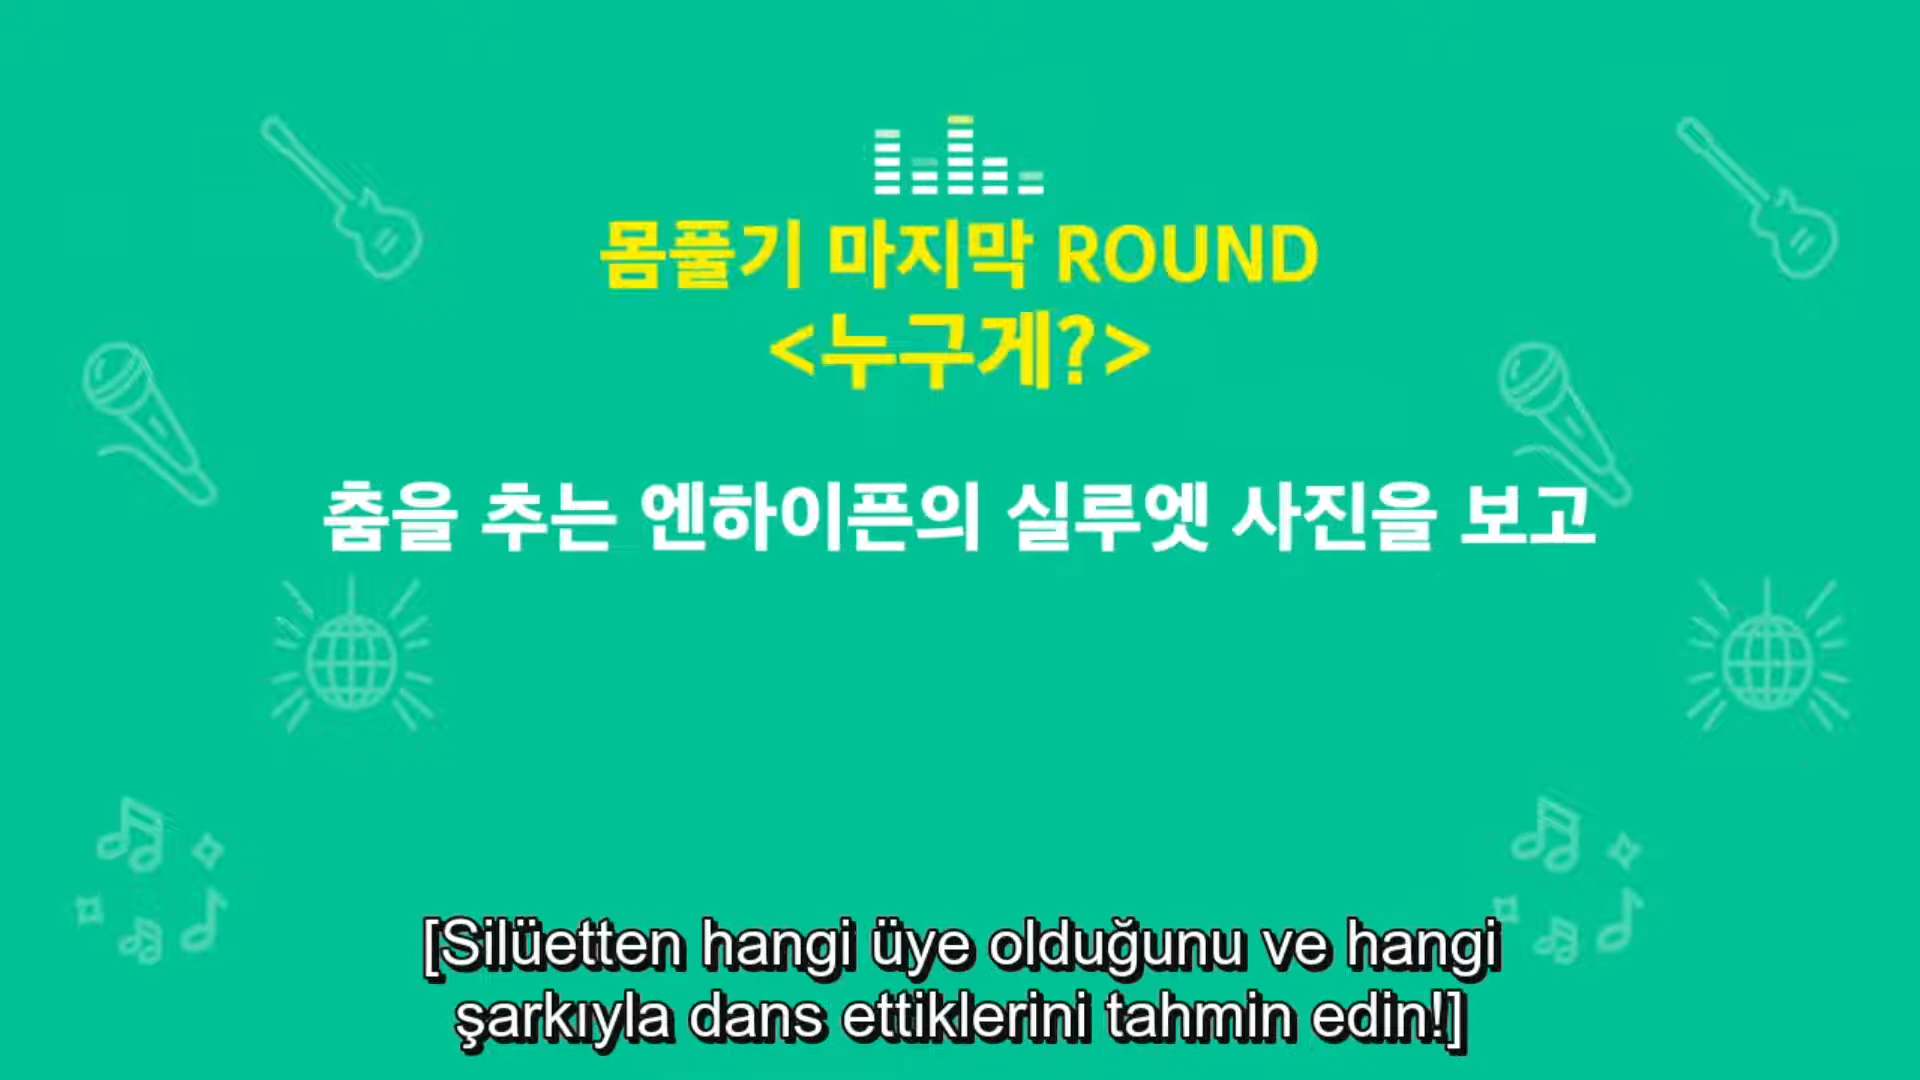 몸풀기 마지막 ROUND
<누구게?>
춤을 추는 엔하이픈의 실루엣 사진을 보고
[Silüetten hangi üye olduğunu ve hangi
şarkıyla dans ettiklerini tahmin edin!]